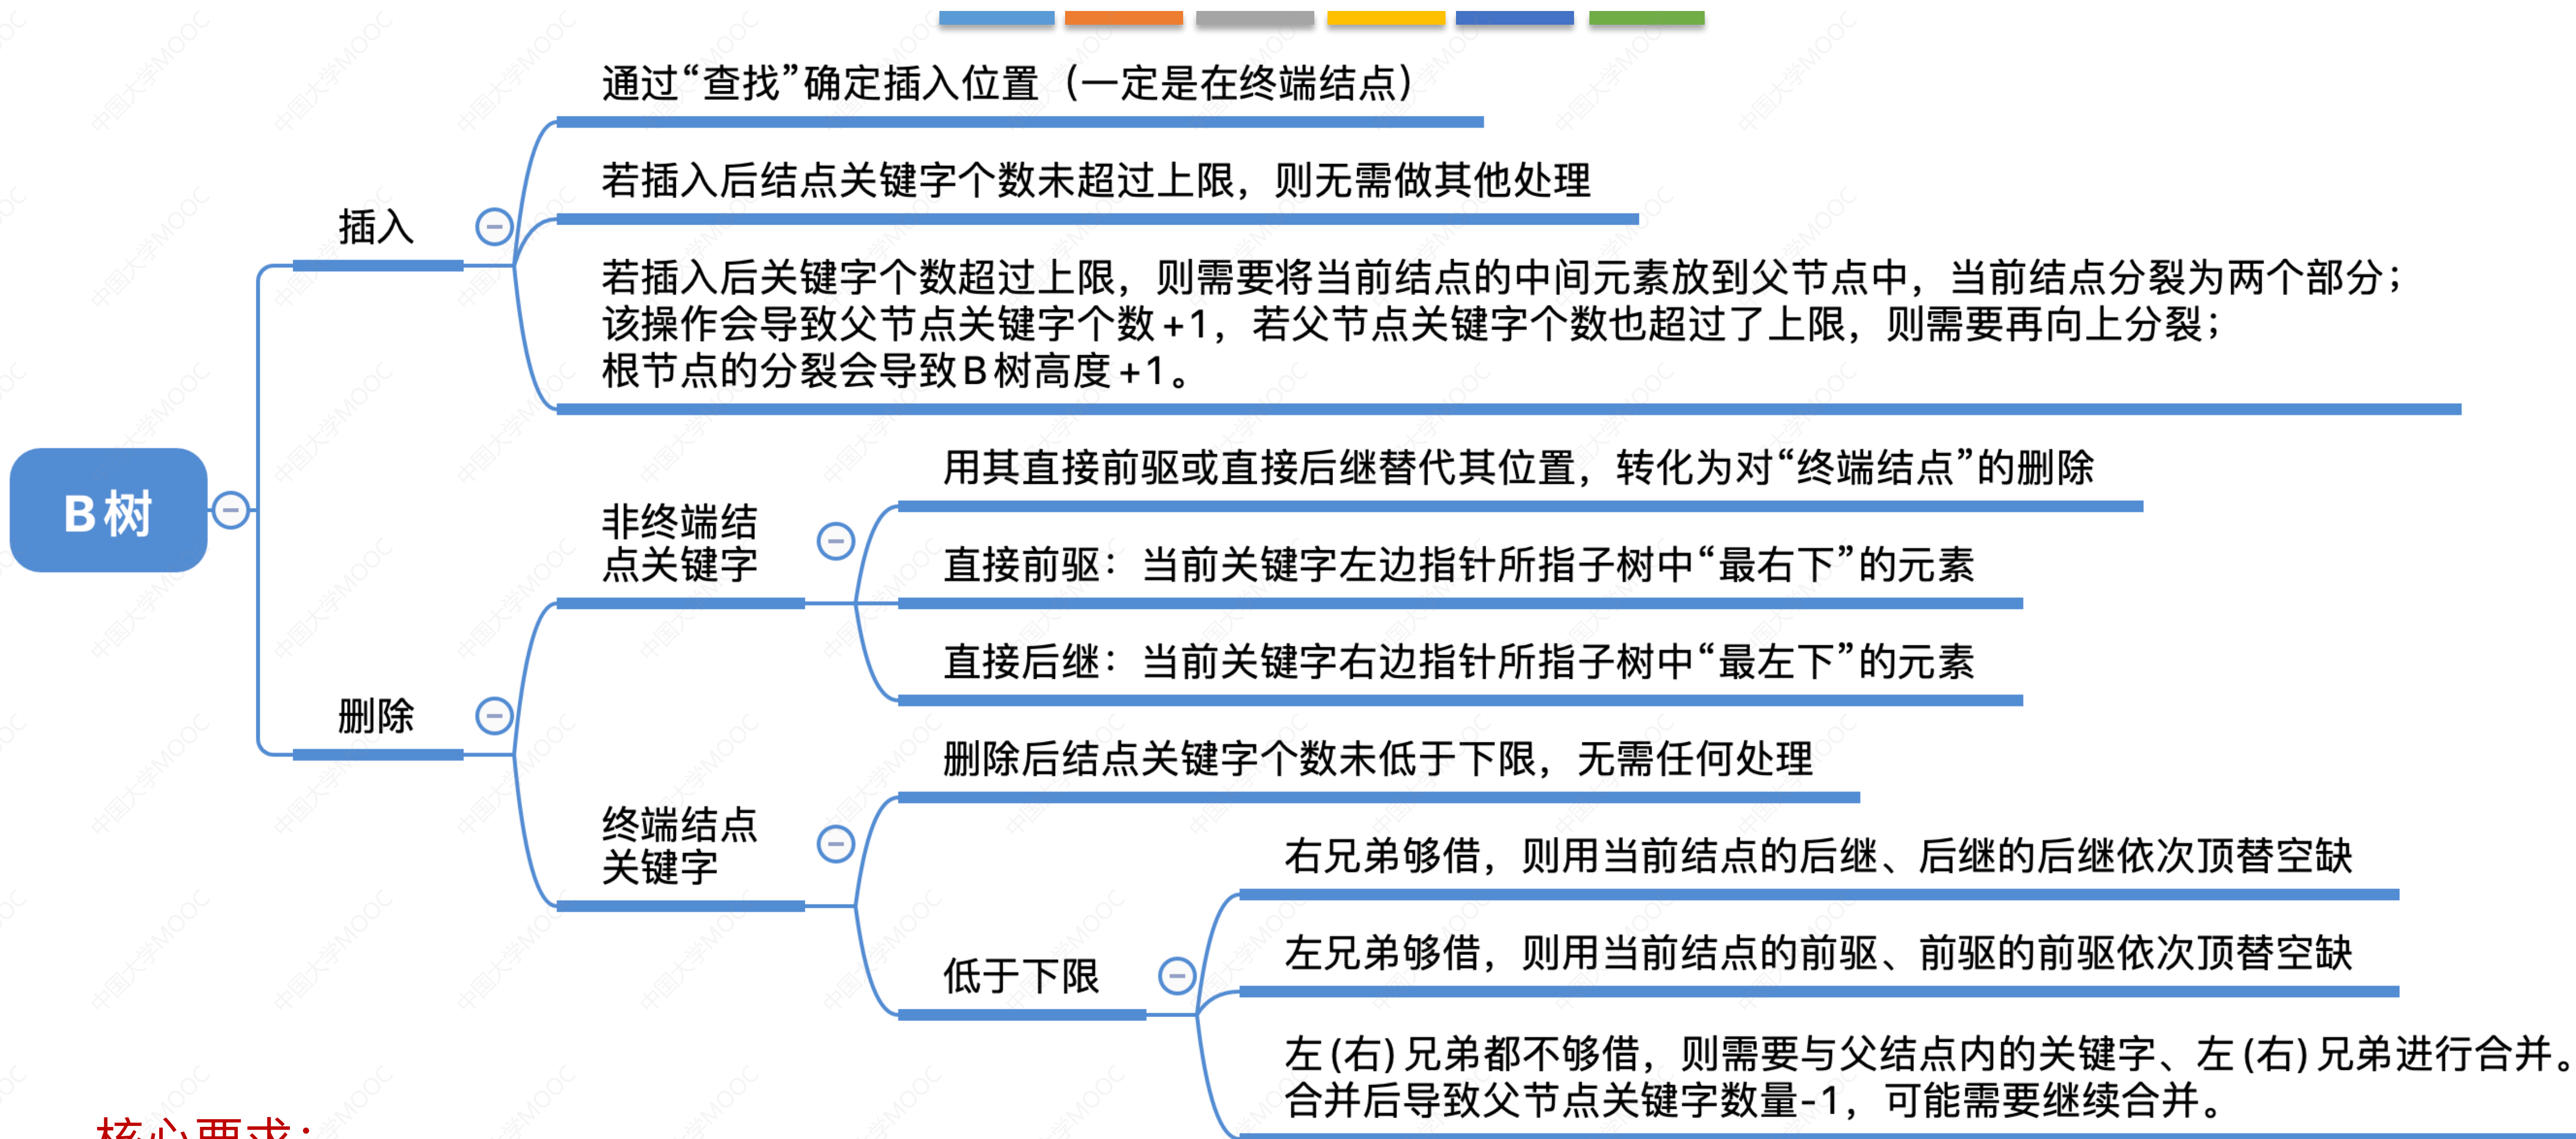 通过“查找”确定插入位置（一定是在终端结点）
若插入后结点关键字个数未超过上限，则无需做其他处理
插入
若插入后关键字个数超过上限，则需要将当前结点的中间元素放到父节点中，当前结点分裂为两个部分；
该操作会导致父节点关键字个数+1，若父节点关键字个数也超过了上限，则需要再向上分裂；
根节点的分裂会导致B树高度+1。
B树
用其直接前驱或直接后继替代其位置，转化为对“终端结点”的删除
非终端结
点关键字
直接前驱：当前关键字左边指针所指子树中“最右下”的元素
直接后继：当前关键字右边指针所指子树中“最左下”的元素
删除
删除后结点关键字个数未低于下限，无需任何处理
终端结点
关键字
右兄弟够借，则用当前结点的后继、后继的后继依次顶替空缺
左兄弟够借，则用当前结点的前驱、前驱的前驱依次顶替空缺
低于下限
左(右)兄弟都不够借，则需要与父结点内的关键字、左(右)兄弟进行合并。
合并后导致父节点关键字数量-1，可能需要继续合并。
核心要求：
中国大学MOOC